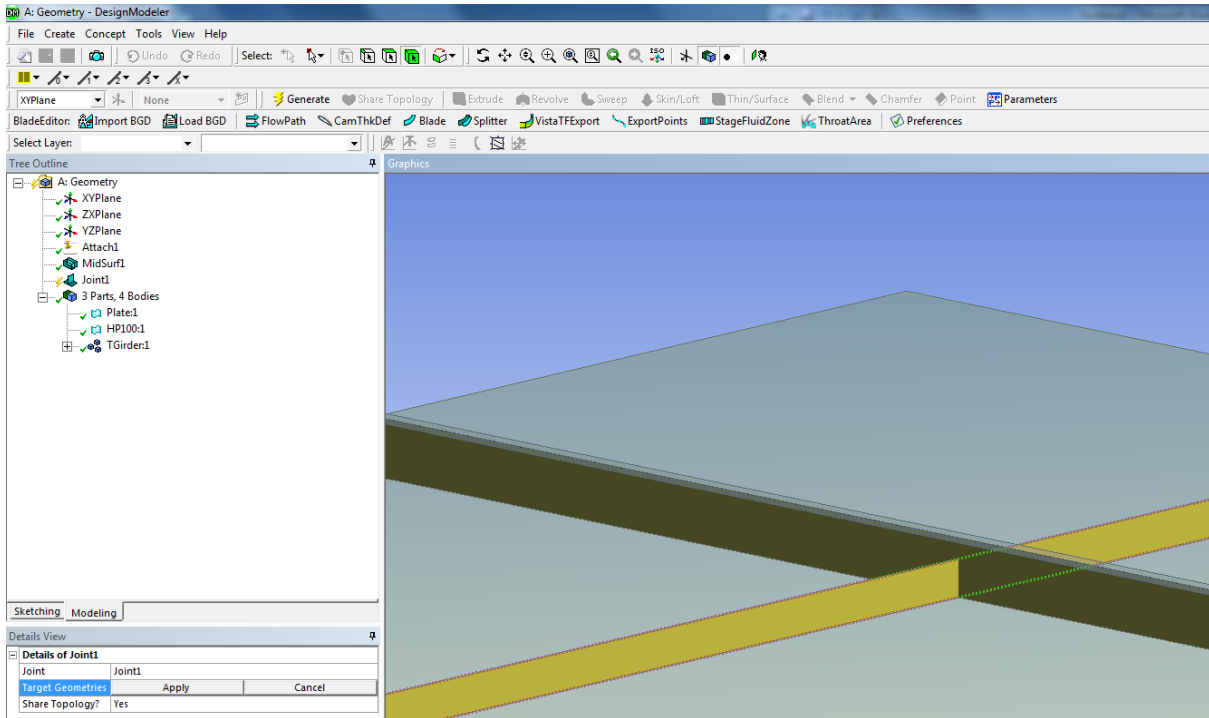 A: Geometry - DesignModeler
File Create Concept Tools View Help
Undo Redo Select: ISO
XYPlane None Generate Share Topology Extrude Revolve Sweep Skin/Loft Thin/Surface Blend Chamfer Point Parameters
BladeEditor: Import BGD Load BGD FlowPath CamThkDef Blade Splitter VistaTFExport ExportPoints StageFluidZone ThroatArea Preferences
Select Layer:
Tree Outline
Graphics
A: Geometry
XYPlane
ZXPlane
YZPlane
Attach1
MidSurf1
Joint1
3 Parts, 4 Bodies
Plate:1
HP100:1
TGirder:1
Sketching Modeling
Details View
Details of Joint1
Joint Joint1
Target Geometries Apply Cancel
Share Topology? Yes